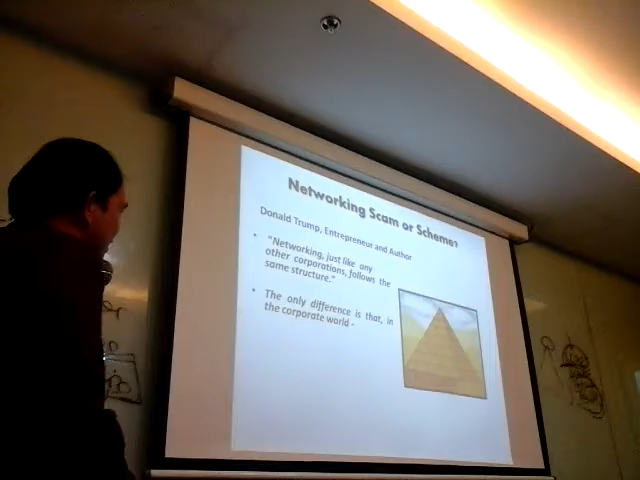 Networking Scam or Scheme?
Donald Trump, Entrepreneur and Author
• "Networking, just like any
other corporations, follows the
same structure."
• The only difference is that, in
the corporate world -